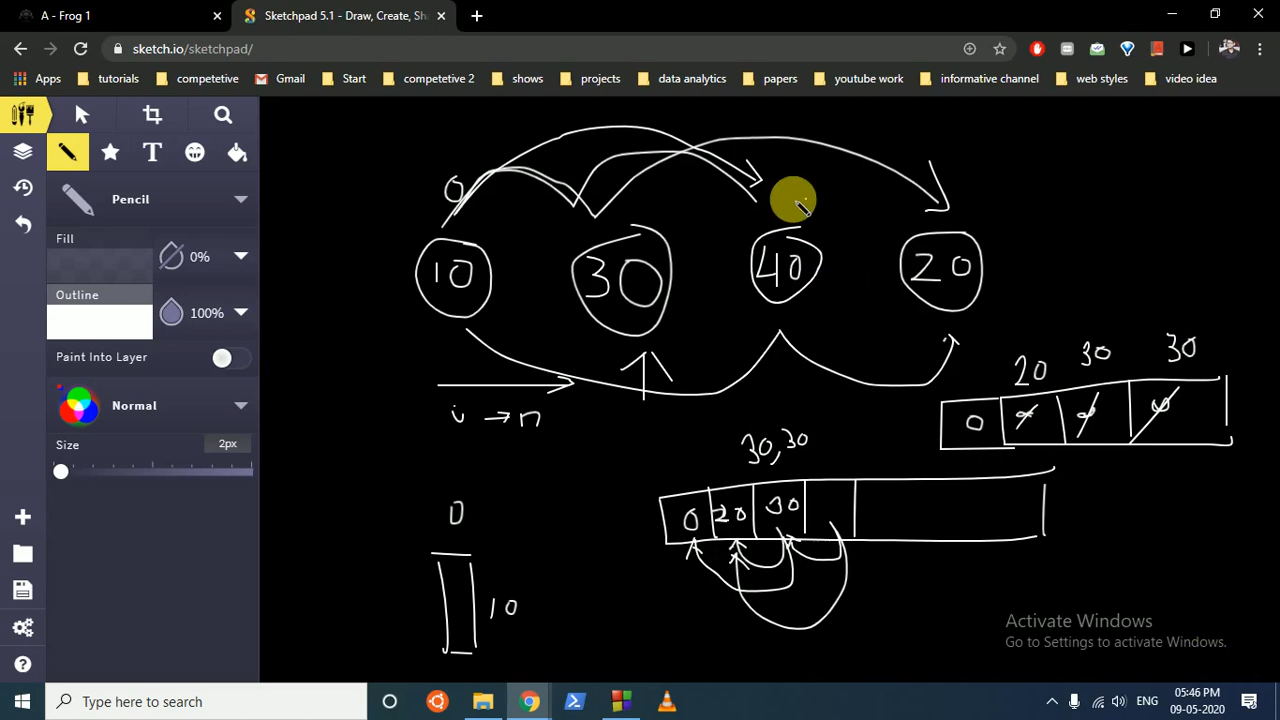 A - Frog 1
Sketchpad 5.1 - Draw, Create, Sha
sketch.io/sketchpad/
Apps tutorials competetive Gmail Start competetive 2 shows projects data analytics papers youtube work informative channel web styles video idea
Pencil
Fill
0%
Outline
100%
Paint Into Layer
Normal
Size
2px
0
10 30 40 20
i → n
20 30 30
0
30, 30
0 20 30
0
10
Activate Windows
Go to Settings to activate Windows.
Type here to search
ENG
05:46 PM
09-05-2020